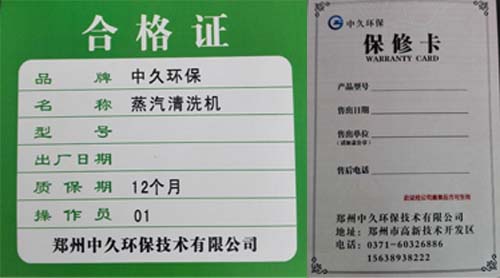 合格证
品牌 中久环保
名称 蒸汽清洗机
型号
出厂日期
质保期 12个月
操作员 01
郑州中久环保技术有限公司
中久环保
保修卡
WARRANTY CARD
产品型号:
售出日期:
售出单位:
(请加盖公章)
售后电话:
郑州中久环保技术有限公司
地址：郑州市高新技术开发区
电话：0371-60326886
15638938222